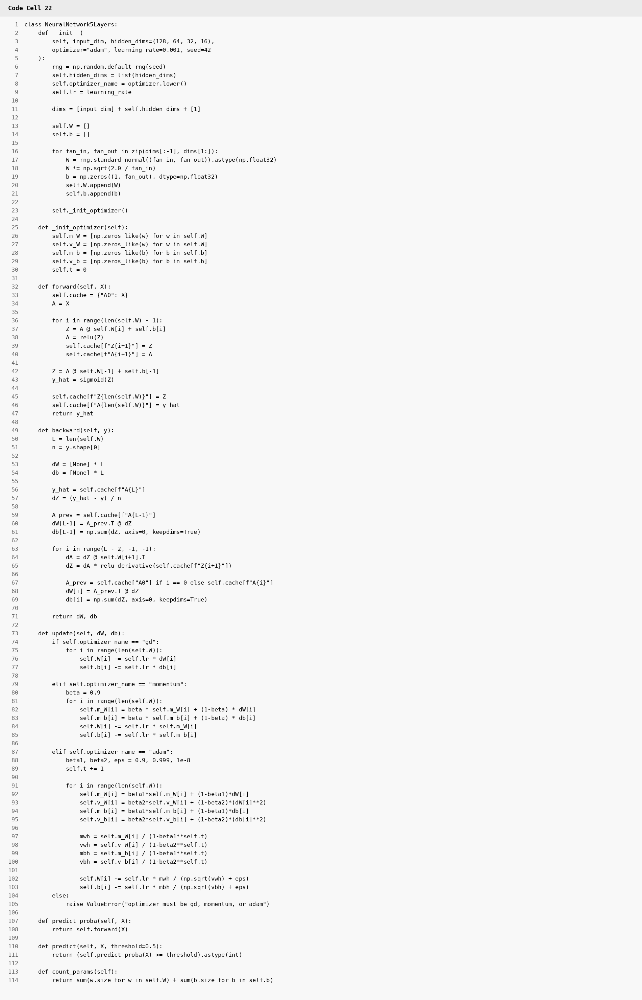 Code Cell 22
1 class NeuralNetwork5Layers:
2     def __init__(
3         self, input_dim, hidden_dims=(128, 64, 32, 16),
4         optimizer="adam", learning_rate=0.001, seed=42
5     ):
6         rng = np.random.default_rng(seed)
7         self.hidden_dims = list(hidden_dims)
8         self.optimizer_name = optimizer.lower()
9         self.lr = learning_rate
10
11         dims = [input_dim] + self.hidden_dims + [1]
12
13         self.W = []
14         self.b = []
15
16         for fan_in, fan_out in zip(dims[:-1], dims[1:]):
17             W = rng.standard_normal((fan_in, fan_out)).astype(np.float32)
18             W *= np.sqrt(2.0 / fan_in)
19             b = np.zeros((1, fan_out), dtype=np.float32)
20             self.W.append(W)
21             self.b.append(b)
22
23         self._init_optimizer()
24
25     def _init_optimizer(self):
26         self.m_W = [np.zeros_like(w) for w in self.W]
27         self.v_W = [np.zeros_like(w) for w in self.W]
28         self.m_b = [np.zeros_like(b) for b in self.b]
29         self.v_b = [np.zeros_like(b) for b in self.b]
30         self.t = 0
31
32     def forward(self, X):
33         self.cache = {"A0": X}
34         A = X
35
36         for i in range(len(self.W) - 1):
37             Z = A @ self.W[i] + self.b[i]
38             A = relu(Z)
39             self.cache[f"Z{i+1}"] = Z
40             self.cache[f"A{i+1}"] = A
41
42         Z = A @ self.W[-1] + self.b[-1]
43         y_hat = sigmoid(Z)
44
45         self.cache[f"Z{len(self.W)}"] = Z
46         self.cache[f"A{len(self.W)}"] = y_hat
47         return y_hat
48
49     def backward(self, y):
50         L = len(self.W)
51         n = y.shape[0]
52
53         dW = [None] * L
54         db = [None] * L
55
56         y_hat = self.cache[f"A{L}"]
57         dZ = (y_hat - y) / n
58
59         A_prev = self.cache[f"A{L-1}"]
60         dW[L-1] = A_prev.T @ dZ
61         db[L-1] = np.sum(dZ, axis=0, keepdims=True)
62
63         for i in range(L - 2, -1, -1):
64             dA = dZ @ self.W[i+1].T
65             dZ = dA * relu_derivative(self.cache[f"Z{i+1}"])
66
67             A_prev = self.cache["A0"] if i == 0 else self.cache[f"A{i}"]
68             dW[i] = A_prev.T @ dZ
69             db[i] = np.sum(dZ, axis=0, keepdims=True)
70
71         return dW, db
72
73     def update(self, dW, db):
74         if self.optimizer_name == "gd":
75             for i in range(len(self.W)):
76                 self.W[i] -= self.lr * dW[i]
77                 self.b[i] -= self.lr * db[i]
78
79         elif self.optimizer_name == "momentum":
80             beta = 0.9
81             for i in range(len(self.W)):
82                 self.m_W[i] = beta * self.m_W[i] + (1-beta) * dW[i]
83                 self.m_b[i] = beta * self.m_b[i] + (1-beta) * db[i]
84                 self.W[i] -= self.lr * self.m_W[i]
85                 self.b[i] -= self.lr * self.m_b[i]
86
87         elif self.optimizer_name == "adam":
88             beta1, beta2, eps = 0.9, 0.999, 1e-8
89             self.t += 1
90
91             for i in range(len(self.W)):
92                 self.m_W[i] = beta1*self.m_W[i] + (1-beta1)*dW[i]
93                 self.v_W[i] = beta2*self.v_W[i] + (1-beta2)*(dW[i]**2)
94                 self.m_b[i] = beta1*self.m_b[i] + (1-beta1)*db[i]
95                 self.v_b[i] = beta2*self.v_b[i] + (1-beta2)*(db[i]**2)
96
97                 mwh = self.m_W[i] / (1-beta1**self.t)
98                 vwh = self.v_W[i] / (1-beta2**self.t)
99                 mbh = self.m_b[i] / (1-beta1**self.t)
100                 vbh = self.v_b[i] / (1-beta2**self.t)
101
102                 self.W[i] -= self.lr * mwh / (np.sqrt(vwh) + eps)
103                 self.b[i] -= self.lr * mbh / (np.sqrt(vbh) + eps)
104         else:
105             raise ValueError("optimizer must be gd, momentum, or adam")
106
107     def predict_proba(self, X):
108         return self.forward(X)
109
110     def predict(self, X, threshold=0.5):
111         return (self.predict_proba(X) >= threshold).astype(int)
112
113     def count_params(self):
114         return sum(w.size for w in self.W) + sum(b.size for b in self.b)